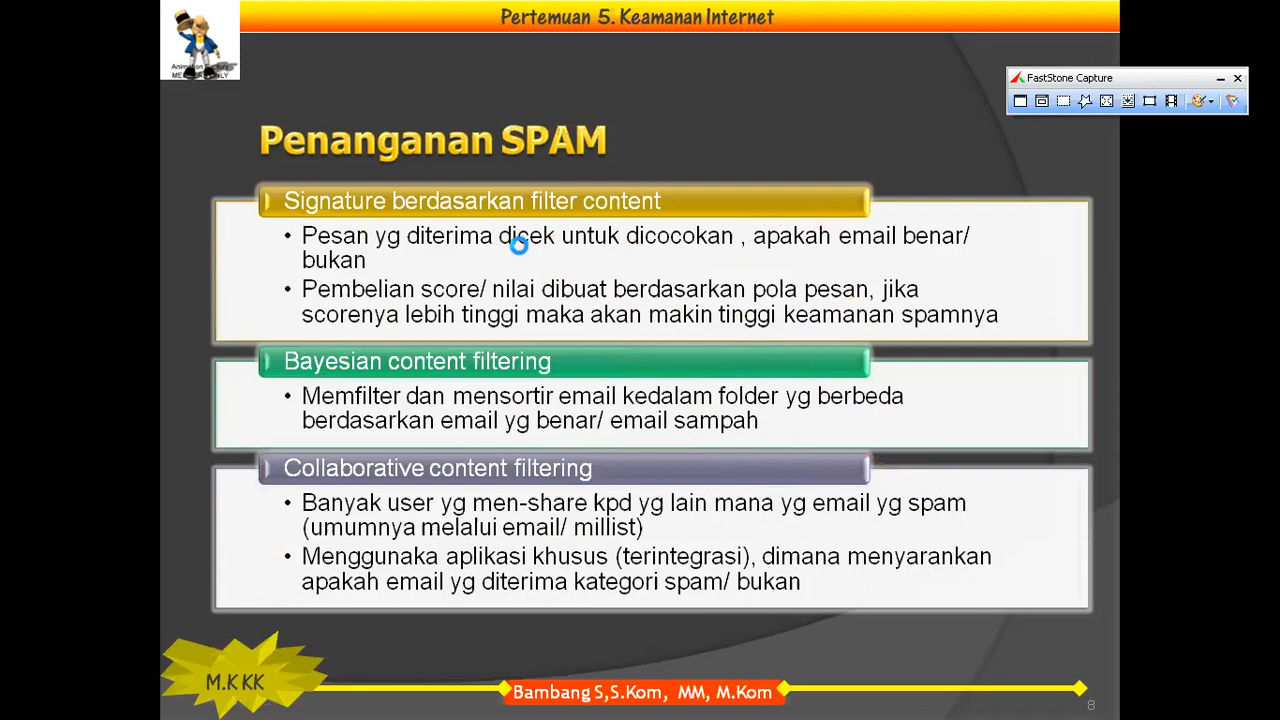 Pertemuan 5. Keamanan Internet
FastStone Capture
Penanganan SPAM
Signature berdasarkan filter content
• Pesan yg diterima dicek untuk dicocokan , apakah email benar/
bukan
• Pembelian score/ nilai dibuat berdasarkan pola pesan, jika
scorenya lebih tinggi maka akan makin tinggi keamanan spamnya
Bayesian content filtering
• Memfilter dan mensortir email kedalam folder yg berbeda
berdasarkan email yg benar/ email sampah
Collaborative content filtering
• Banyak user yg men-share kpd yg lain mana yg email yg spam
(umumnya melalui email/ millist)
• Menggunaka aplikasi khusus (terintegrasi), dimana menyarankan
apakah email yg diterima kategori spam/ bukan
M.K KK
Bambang S,S.Kom, MM, M.Kom
8